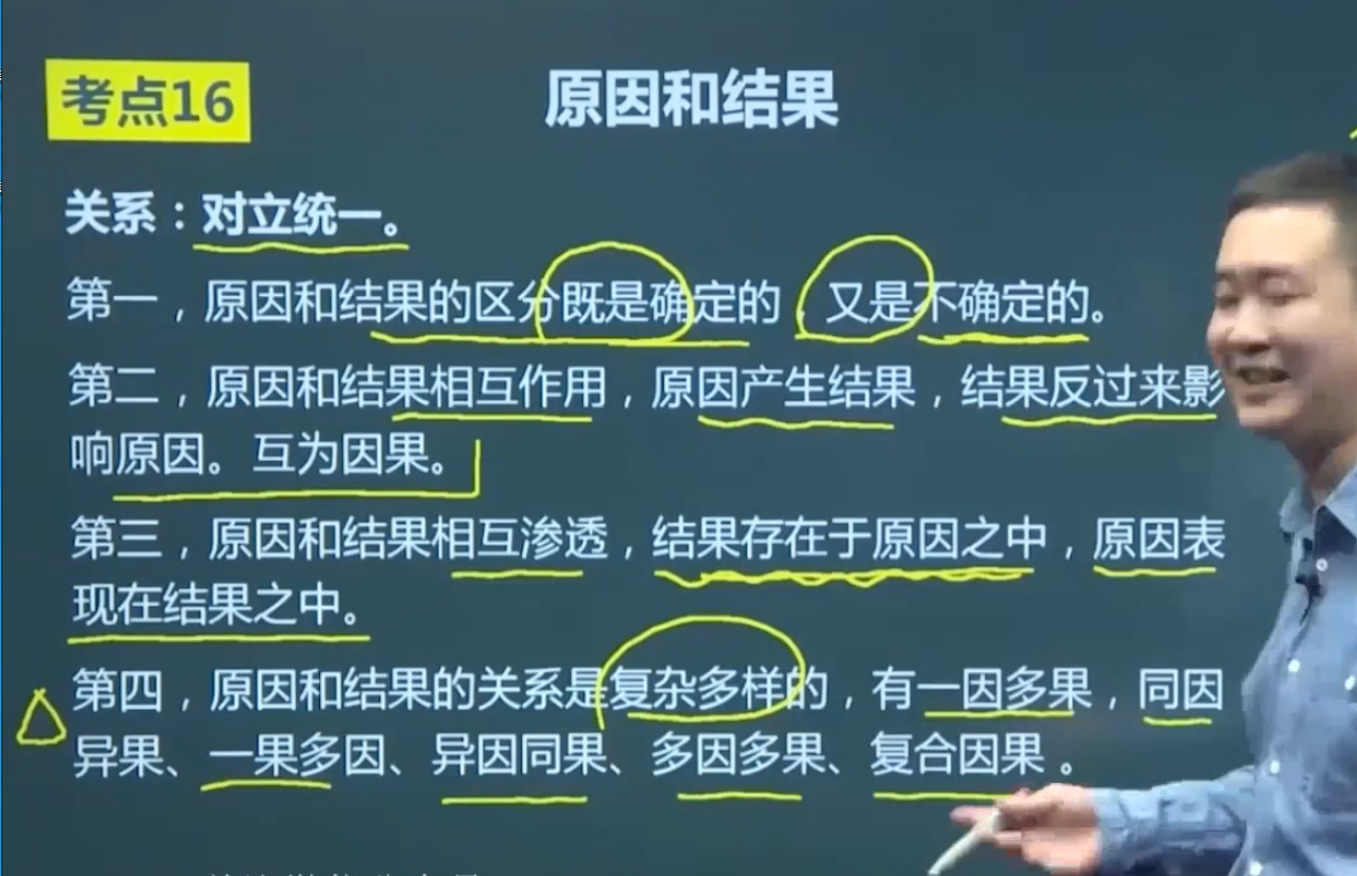 考点16
原因和结果
关系：对立统一。
第一，原因和结果的区分既是确定的，又是不确定的。
第二，原因和结果相互作用，原因产生结果，结果反过来影
响原因。互为因果。
第三，原因和结果相互渗透，结果存在于原因之中，原因表
现在结果之中。
第四，原因和结果的关系是复杂多样的，有一因多果，同因
异果、一果多因、异因同果、多因多果、复合因果。